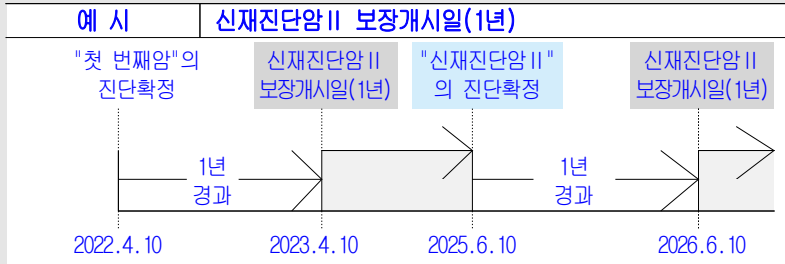 예 시 신재진단암Ⅱ 보장개시일(1년)
"첫 번째암"의
진단확정
신재진단암Ⅱ
보장개시일(1년)
"신재진단암Ⅱ"
의 진단확정
신재진단암Ⅱ
보장개시일(1년)
1년
경과
1년
경과
2022.4.10 2023.4.10 2025.6.10 2026.6.10